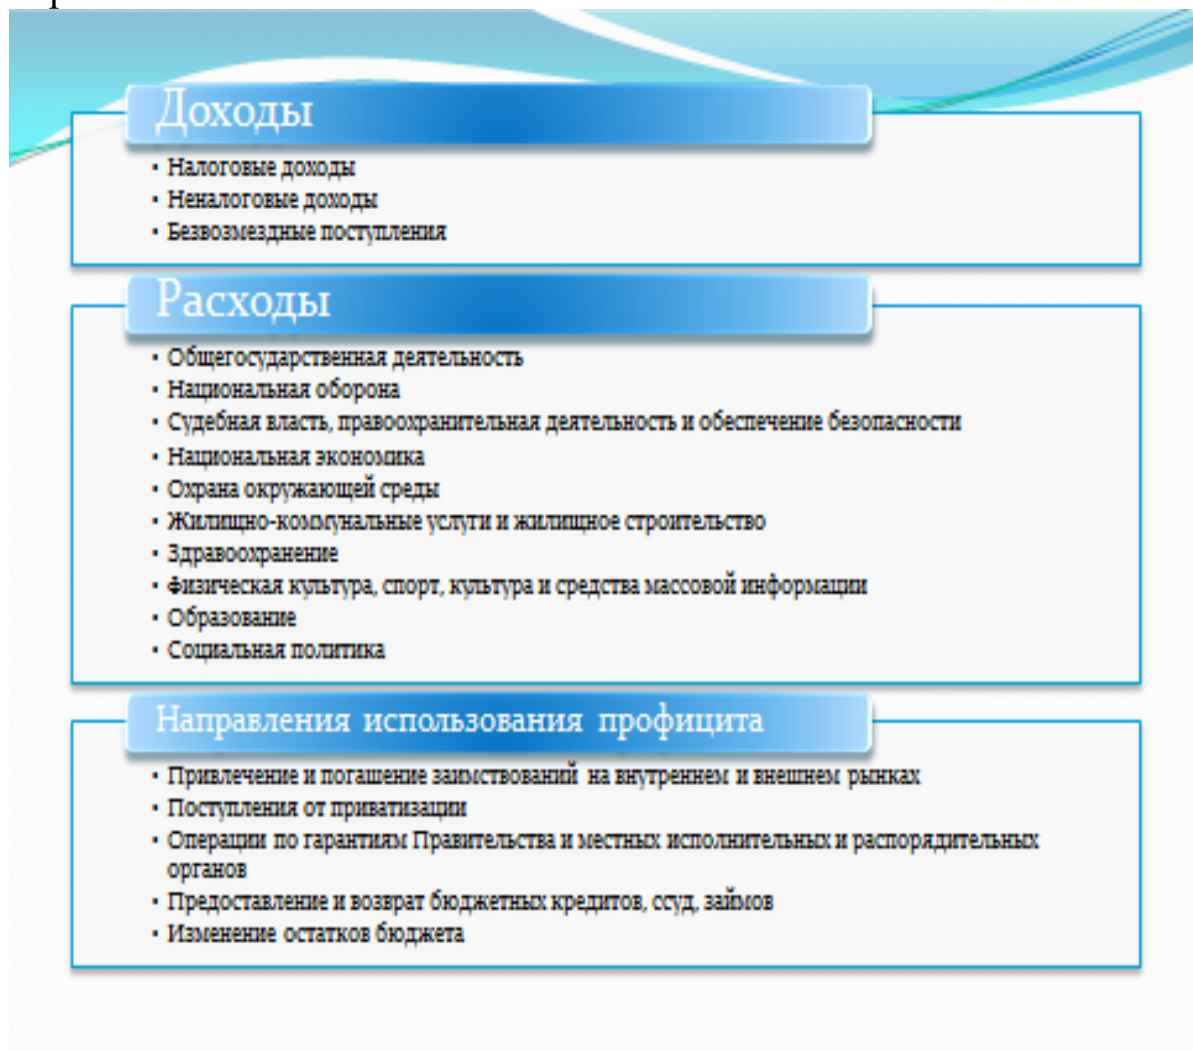 Доходы
• Налоговые доходы
• Неналоговые доходы
• Безвозмездные поступления
Расходы
• Общегосударственная деятельность
• Национальная оборона
• Судебная власть, правоохранительная деятельность и обеспечение безопасности
• Национальная экономика
• Охрана окружающей среды
• Жилищно-коммунальные услуги и жилищное строительство
• Здравоохранение
• Физическая культура, спорт, культура и средства массовой информации
• Образование
• Социальная политика
Направления использования профицита
• Привлечение и погашение заимствований на внутреннем и внешнем рынках
• Поступления от приватизации
• Операции по гарантиям Правительства и местных исполнительных и распорядительных
органов
• Предоставление и возврат бюджетных кредитов, ссуд, займов
• Изменение остатков бюджета